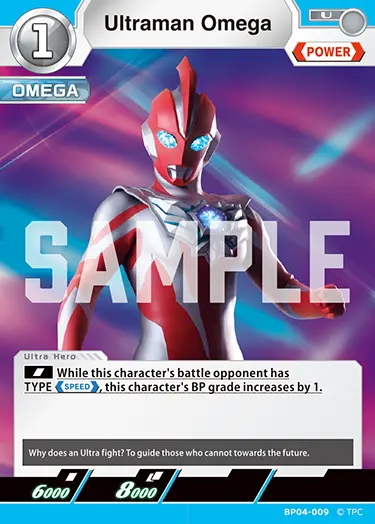 1
Ultraman Omega
U
POWER
OMEGA
SAMPLE
Ultra Hero
While this character's battle opponent has
TYPE SPEED, this character's BP grade increases by 1.
Why does an Ultra fight? To guide those who cannot towards the future.
6000 8000
BP04-009 © TPC